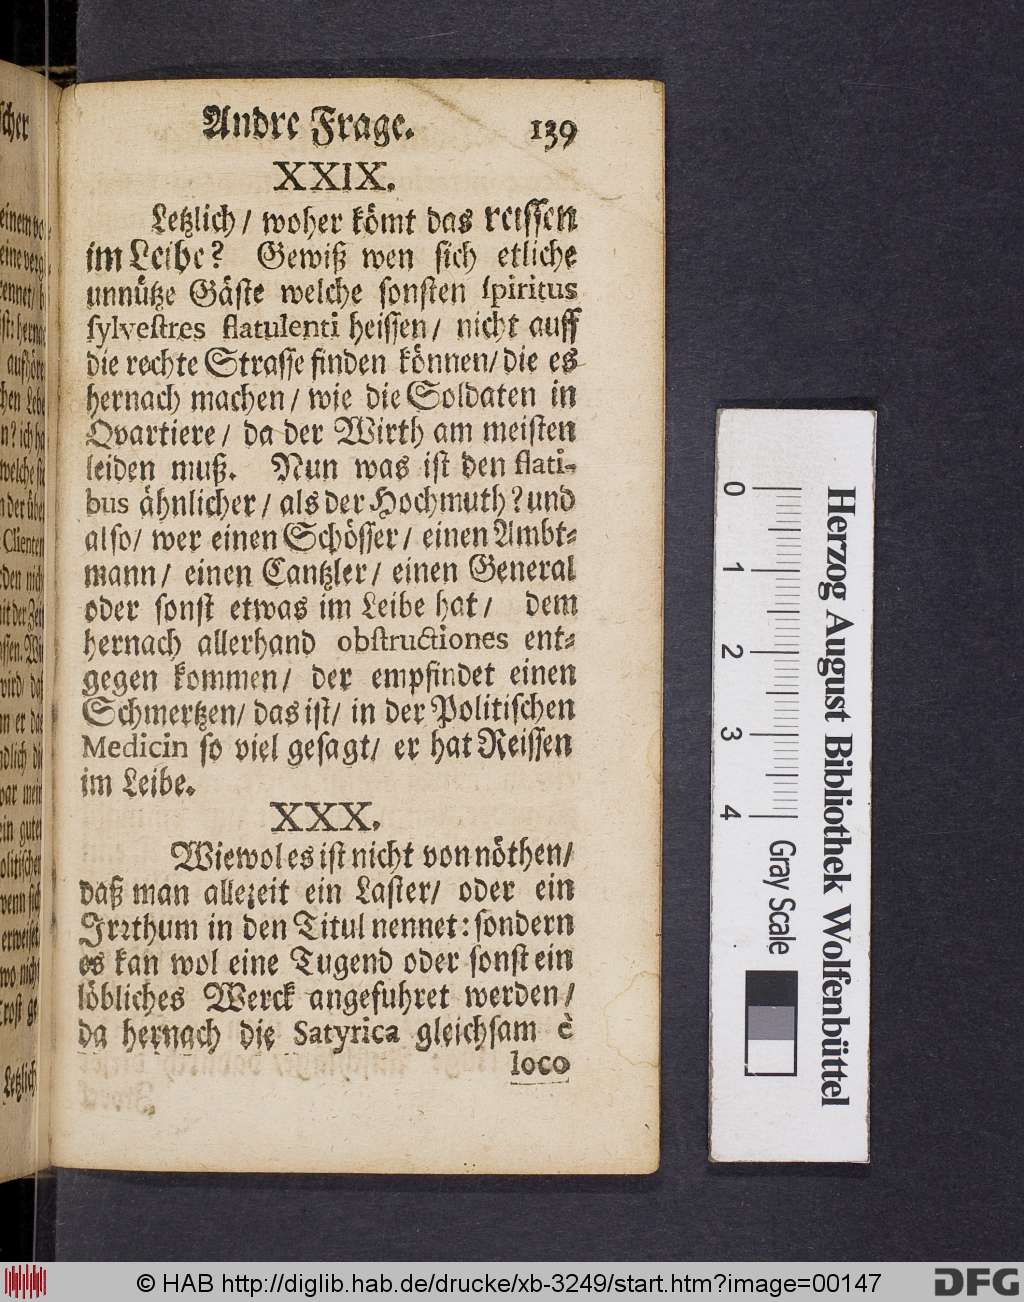 Andre Frage. 139
XXIX.
Letzlich / woher kömt das reissen
im Leibe? Gewiß wen sich etliche
unnütze Gäste welche sonsten spiritus
sylvestres flatulenti heissen / nicht auff
die rechte Strasse finden können / die es
hernach machen / wie die Soldaten in
Qvartiere / da der Wirth am meisten
leiden muß. Nun was ist den flati-
bus ähnlicher / als der Hochmuth? und
also / wer einen Schösser / einen Ambt-
mann / einen Cantzler / einen General
oder sonst etwas im Leibe hat / dem
hernach allerhand obstructiones ent-
gegen kommen / der empfindet einen
Schmertzen / das ist / in der Politischen
Medicin so viel gesagt / er hat Reissen
im Leibe.
XXX.
Wiewol es ist nicht von nöthen /
daß man allezeit ein Laster / oder ein
Irrthum in den Titul nennet: sondern
es kan wol eine Tugend oder sonst ein
löbliches Werck angefuhret werden /
da hernach die Satyrica gleichsam è
loco
Herzog August Bibliothek Wolfenbüttel
0 1 2 3 4 Gray Scale
© HAB http://diglib.hab.de/drucke/xb-3249/start.htm?image=00147
DFG